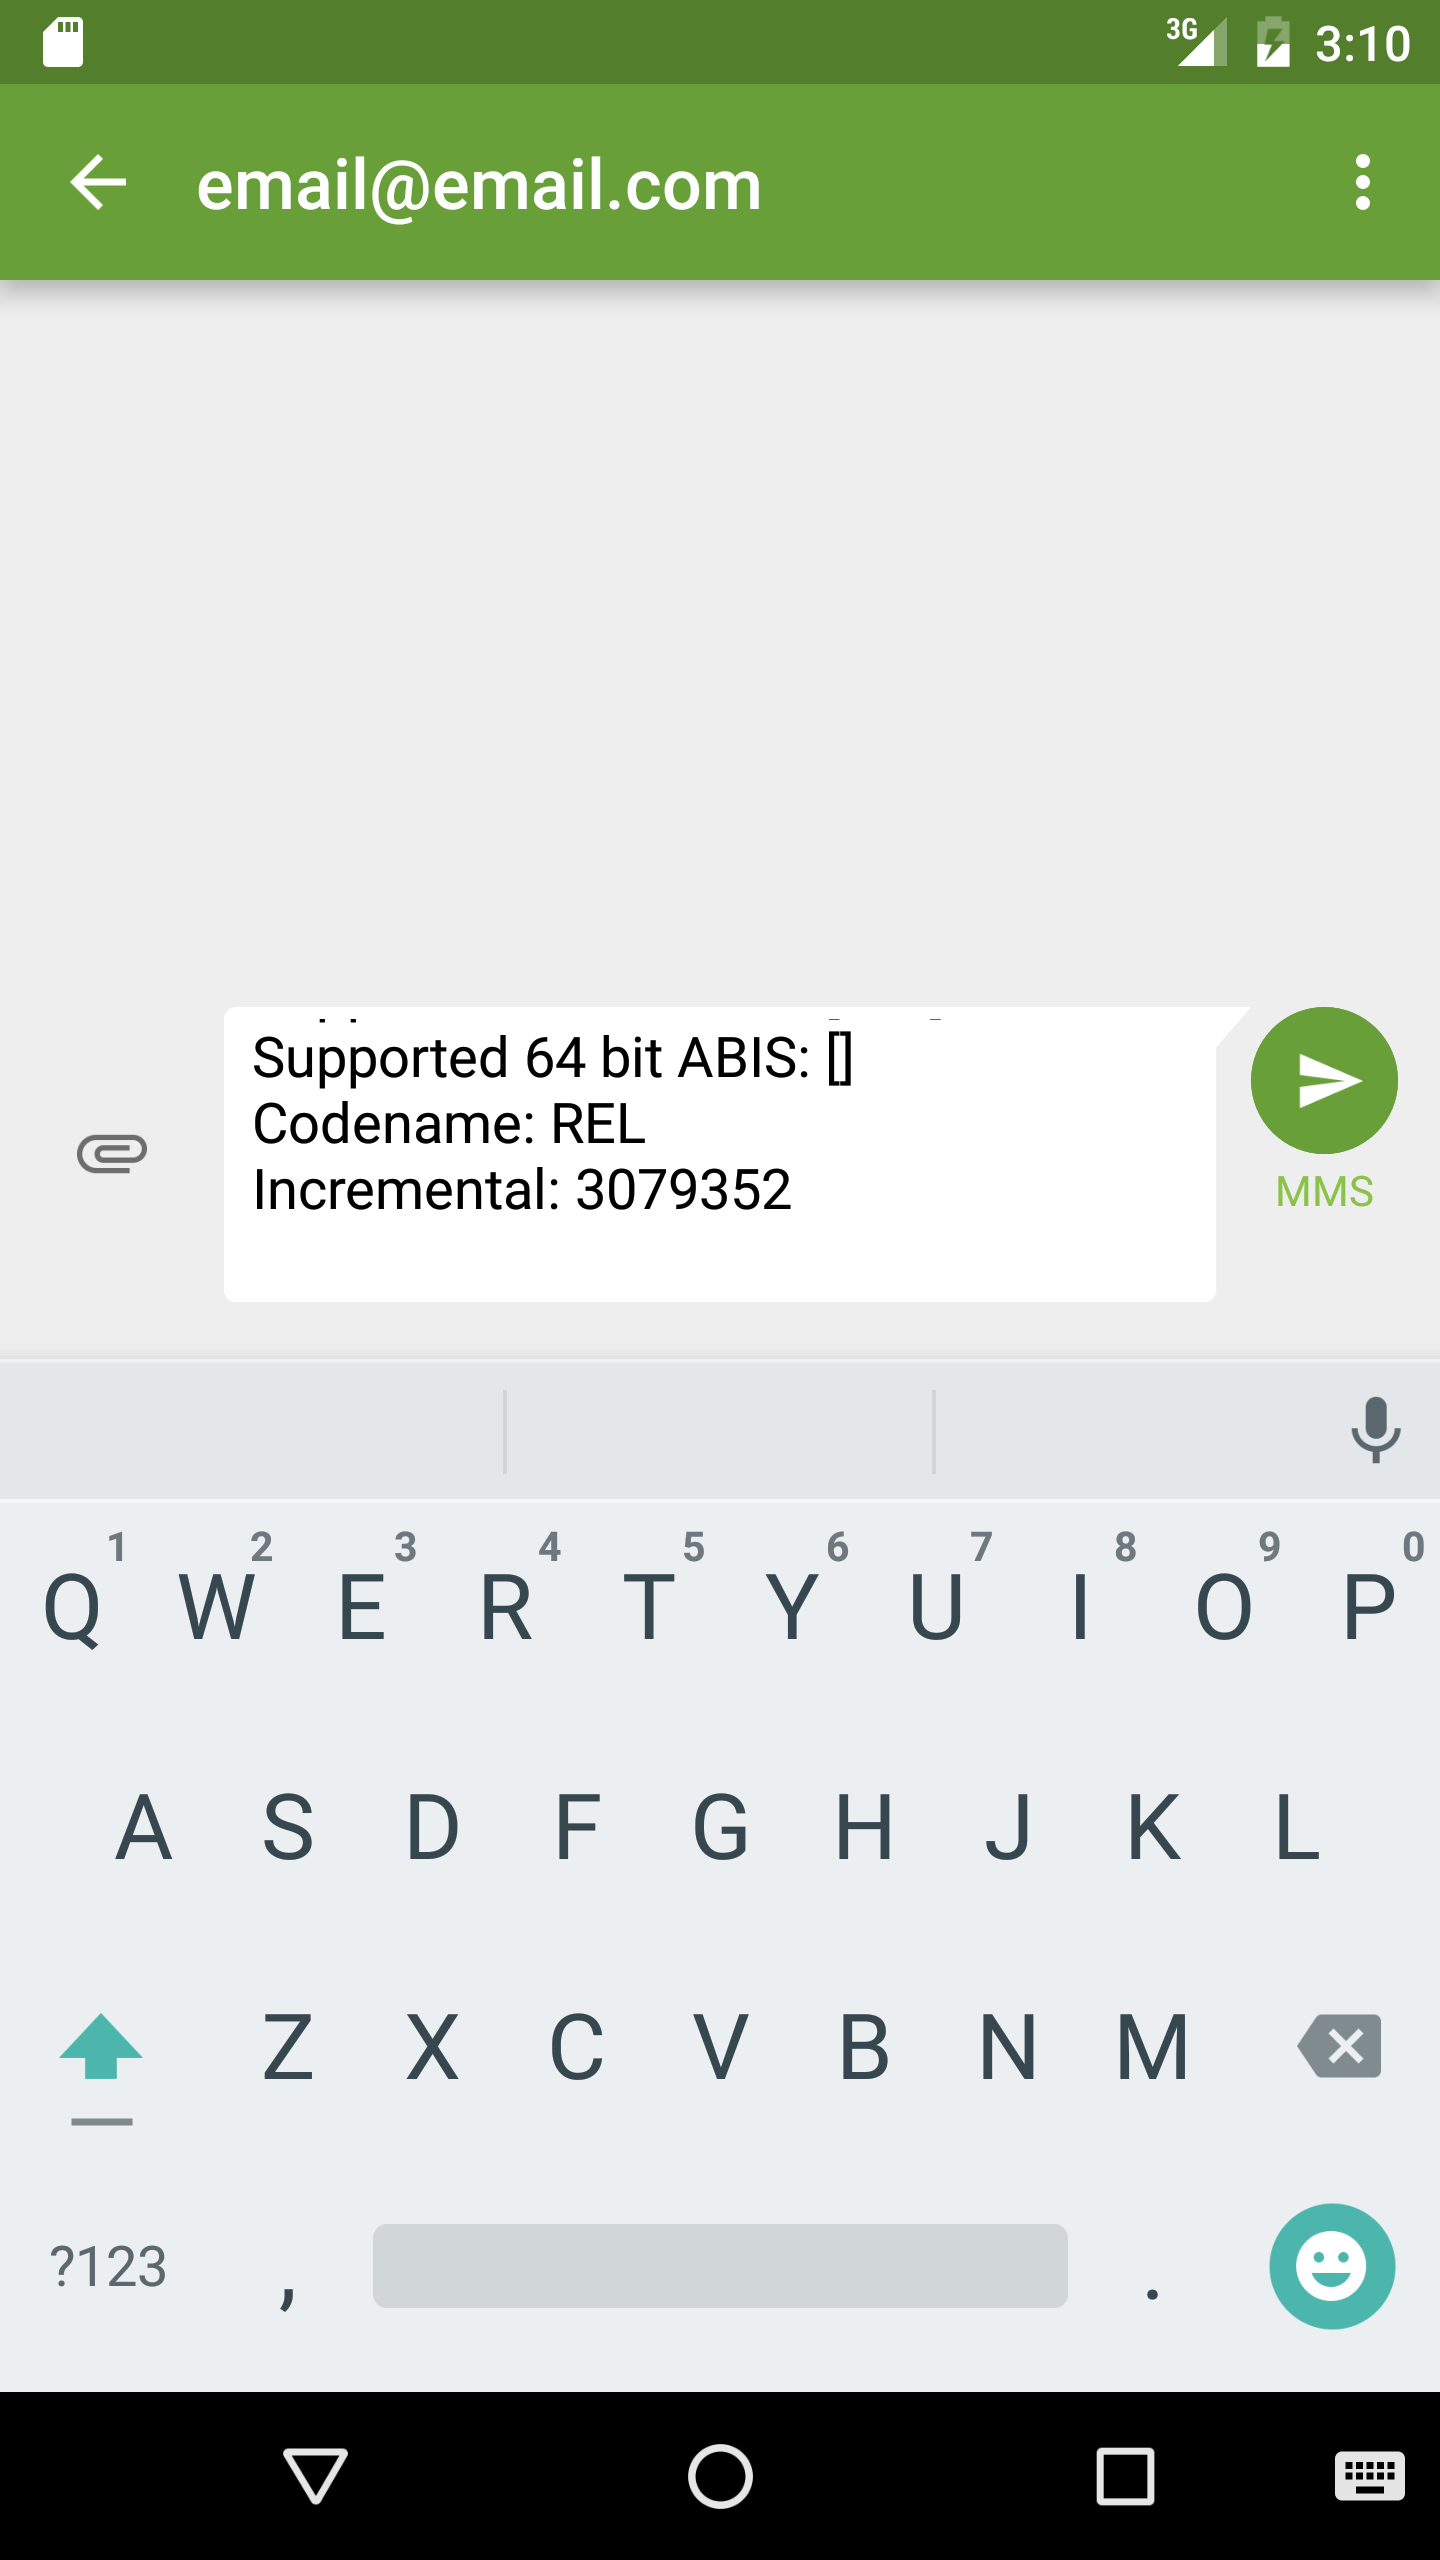 3G 3:10
email@email.com
Supported 64 bit ABIS: []
Codename: REL
Incremental: 3079352
MMS
1 2 3 4 5 6 7 8 9 0
Q W E R T Y U I O P
A S D F G H J K L
Z X C V B N M
?123 , .